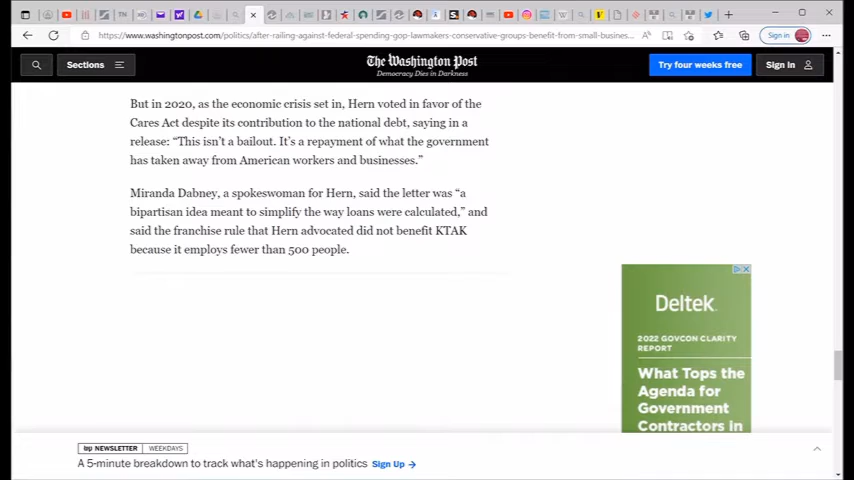 https://www.washingtonpost.com/politics/after-railing-against-federal-spending-gop-lawmakers-conservative-groups-benefit-from-small-business...
Sign in
Sections
The Washington Post
Democracy Dies in Darkness
Try four weeks free
Sign In
But in 2020, as the economic crisis set in, Hern voted in favor of the
Cares Act despite its contribution to the national debt, saying in a
release: “This isn’t a bailout. It’s a repayment of what the government
has taken away from American workers and businesses.”
Miranda Dabney, a spokeswoman for Hern, said the letter was “a
bipartisan idea meant to simplify the way loans were calculated,” and
said the franchise rule that Hern advocated did not benefit KTAK
because it employs fewer than 500 people.
Deltek
2022 GOVCON CLARITY
REPORT
What Tops the
Agenda for
Government
Contractors in
wp NEWSLETTER WEEKDAYS
A 5-minute breakdown to track what's happening in politics Sign Up →